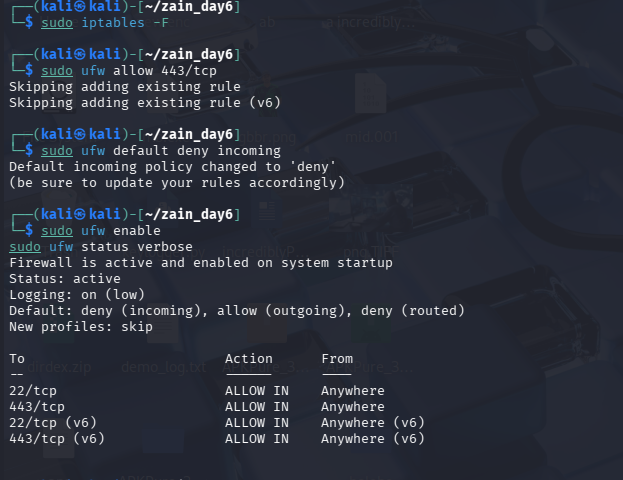 ┌──(kali㉿kali)-[~/zain_day6]
└─$ sudo iptables -F
┌──(kali㉿kali)-[~/zain_day6]
└─$ sudo ufw allow 443/tcp
Skipping adding existing rule
Skipping adding existing rule (v6)
┌──(kali㉿kali)-[~/zain_day6]
└─$ sudo ufw default deny incoming
Default incoming policy changed to 'deny'
(be sure to update your rules accordingly)
┌──(kali㉿kali)-[~/zain_day6]
└─$ sudo ufw enable
sudo ufw status verbose
Firewall is active and enabled on system startup
Status: active
Logging: on (low)
Default: deny (incoming), allow (outgoing), deny (routed)
New profiles: skip
To                         Action      From
--                         ------      ----
22/tcp                     ALLOW IN    Anywhere
443/tcp                    ALLOW IN    Anywhere
22/tcp (v6)                ALLOW IN    Anywhere (v6)
443/tcp (v6)               ALLOW IN    Anywhere (v6)